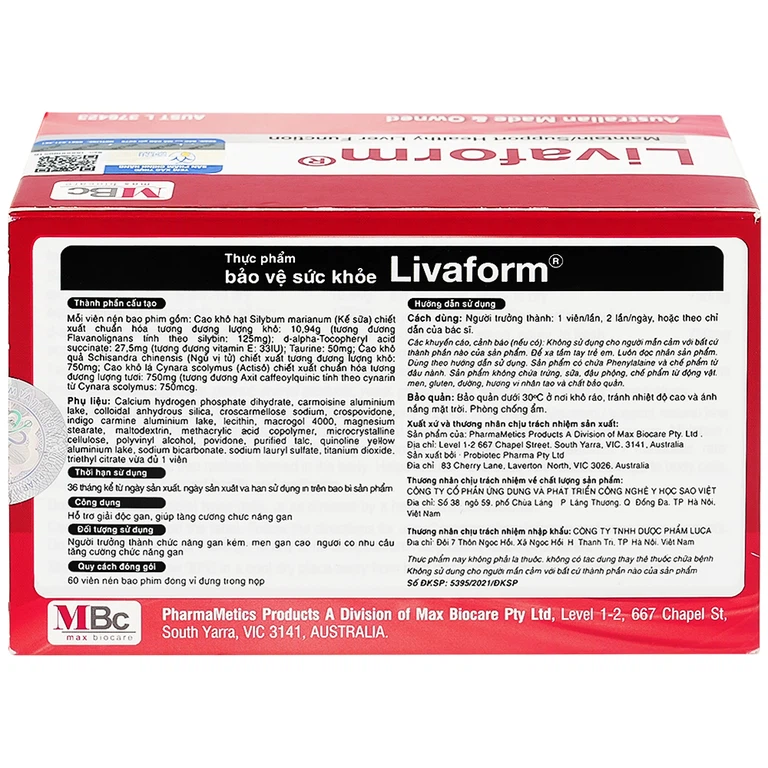 AUST L 376423
Australian Made & Owned
Maintain/Support Healthy Liver Function
Livaform®
MBc
max biocare
Thực phẩm
bảo vệ sức khỏe Livaform®
Thành phần cấu tạo
Mỗi viên nén bao phim gồm: Cao khô hạt Silybum marianum (Kế sữa) chiết
xuất chuẩn hóa tương đương lượng khô: 10,94g (tương đương
Flavanolignans tính theo silybin: 125mg); d-alpha-Tocopheryl acid
succinate: 27,5mg (tương đương vitamin E: 33IU); Taurine: 50mg; Cao khô
quả Schisandra chinensis (Ngũ vị tử) chiết xuất tương đương lượng khô:
750mg; Cao khô lá Cynara scolymus (Actisô) chiết xuất chuẩn hóa tương
đương lượng tươi: 750mg (tương đương Axit caffeoylquinic tính theo cynarin
từ Cynara scolymus): 750mcg.
Phụ liệu: Calcium hydrogen phosphate dihydrate, carmoisine aluminium
lake, colloidal anhydrous silica, croscarmellose sodium, crospovidone,
indigo carmine aluminium lake, lecithin, macrogol 4000, magnesium
stearate, maltodextrin, methacrylic acid copolymer, microcrystalline
cellulose, polyvinyl alcohol, povidone, purified talc, quinoline yellow
aluminium lake, sodium bicarbonate, sodium lauryl sulfate, titanium dioxide,
triethyl citrate vừa đủ 1 viên
Thời hạn sử dụng
36 tháng kể từ ngày sản xuất, ngày sản xuất và hạn sử dụng in trên bao bì sản phẩm
Công dụng
Hỗ trợ giải độc gan, giúp tăng cường chức năng gan
Đối tượng sử dụng
Người trưởng thành chức năng gan kém, men gan cao, người có nhu cầu
tăng cường chức năng gan
Quy cách đóng gói
60 viên nén bao phim đóng vỉ đựng trong hộp
Hướng dẫn sử dụng
Cách dùng: Người trưởng thành: 1 viên/lần, 2 lần/ngày, hoặc theo chỉ
dẫn của bác sĩ.
Các khuyến cáo, cảnh báo (nếu có): Không sử dụng cho người mẫn cảm với bất cứ
thành phần nào của sản phẩm. Để xa tầm tay trẻ em. Luôn đọc nhãn sản phẩm.
Dùng theo hướng dẫn sử dụng. Sản phẩm có chứa Phenylalaine và chế phẩm từ
đậu nành. Sản phẩm không chứa trứng, sữa, đậu phộng, chế phẩm từ động vật,
men, gluten, đường, hương vị nhân tạo và chất bảo quản.
Bảo quản: Bảo quản dưới 30ºC ở nơi khô ráo, tránh nhiệt độ cao và ánh
nắng mặt trời. Phòng chống ẩm.
Xuất xứ và thương nhân chịu trách nhiệm sản xuất:
Sản phẩm của: PharmaMetics Products A Division of Max Biocare Pty. Ltd .
Địa chỉ: Level 1-2 667 Chapel Street, South Yarra, VIC. 3141, Australia
Sản xuất bởi : Probiotec Pharma Pty Ltd
Địa chỉ 83 Cherry Lane, Laverton North, VIC 3026, Australia
Thương nhân chịu trách nhiệm về chất lượng sản phẩm:
CÔNG TY CỔ PHẦN ỨNG DỤNG VÀ PHÁT TRIỂN CÔNG NGHỆ Y HỌC SAO VIỆT
Địa chỉ: Số 38, ngõ 59, phố Chùa Láng P. Láng Thượng, Q. Đống Đa, TP Hà Nội,
Việt Nam
Thương nhân chịu trách nhiệm nhập khẩu: CÔNG TY TNHH DƯỢC PHẨM LUCA
Địa chỉ: Đội 7 Thôn Ngọc Hồi, Xã Ngọc Hồi, H. Thanh Trì, TP Hà Nội, Việt Nam
Thực phẩm này không phải là thuốc, không có tác dụng thay thế thuốc chữa bệnh
Không sử dụng cho người mẫn cảm với bất cứ thành phần nào của sản phẩm
Số ĐKSP: 5395/2021/ĐKSP
MBc
max biocare
PharmaMetics Products A Division of Max Biocare Pty Ltd, Level 1-2, 667 Chapel St,
South Yarra, VIC 3141, AUSTRALIA.